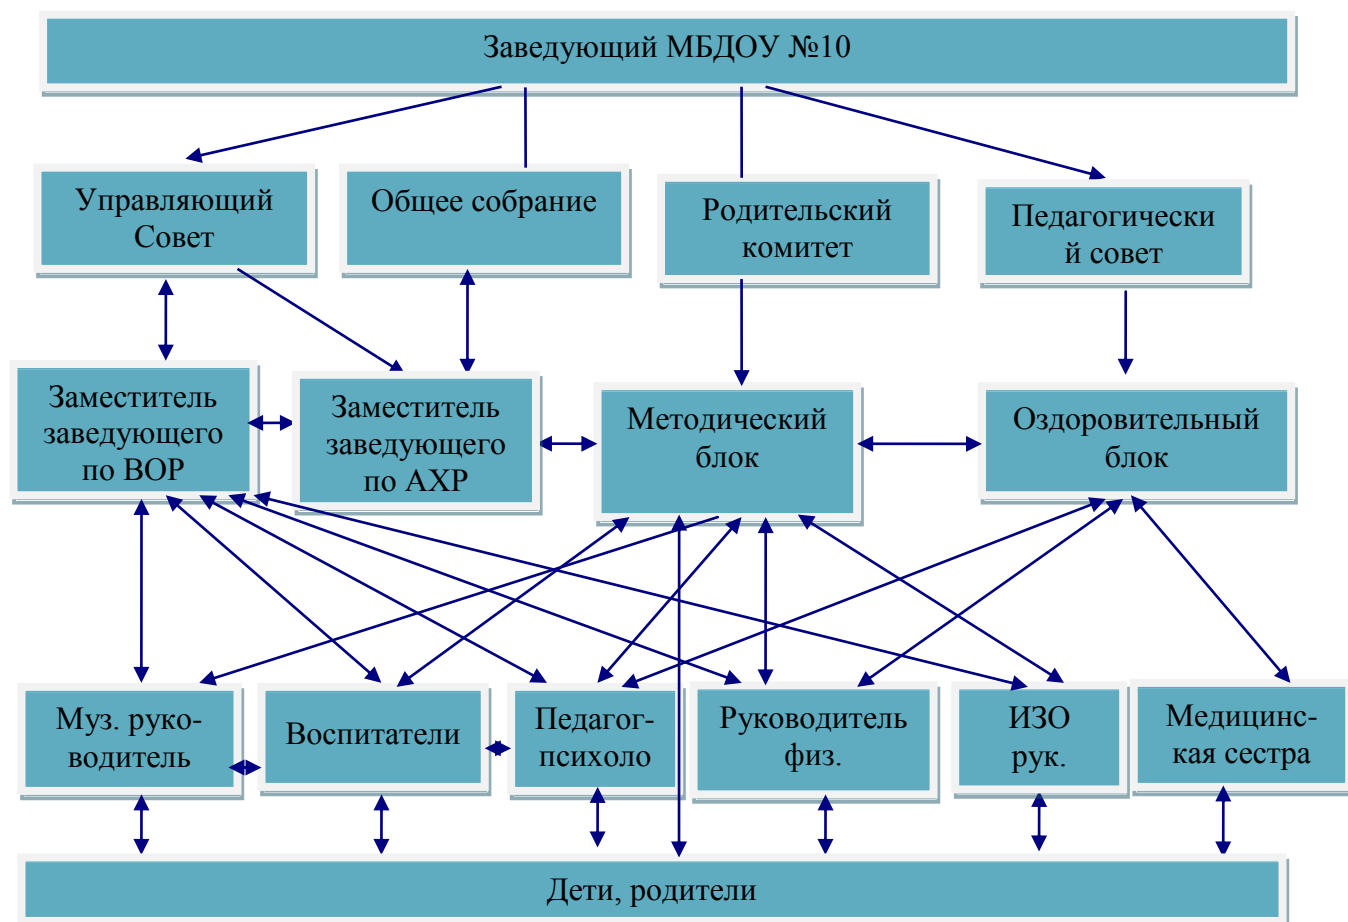 Заведующий МБДОУ №10
Управляющий
Совет
Общее собрание
Родительский
комитет
Педагогически
й совет
Заместитель
заведующего
по ВОР
Заместитель
заведующего
по АХР
Методический
блок
Оздоровительный
блок
Муз. руко-
водитель
Воспитатели
Педагог-
психоло
Руководитель
физ.
ИЗО
рук.
Медицинс-
кая сестра
Дети, родители